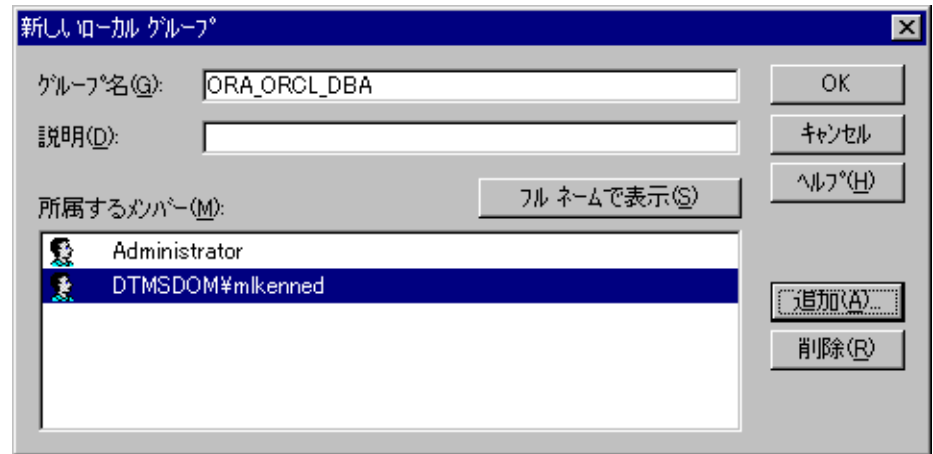 新しいローカル グループ
グループ名(G): ORA_ORCL_DBA
OK
説明(D):
キャンセル
ヘルプ(H)
所属するメンバー(M):
フル ネームで表示(S)
Administrator
DTMSDOM¥mlkenned
追加(A)...
削除(R)